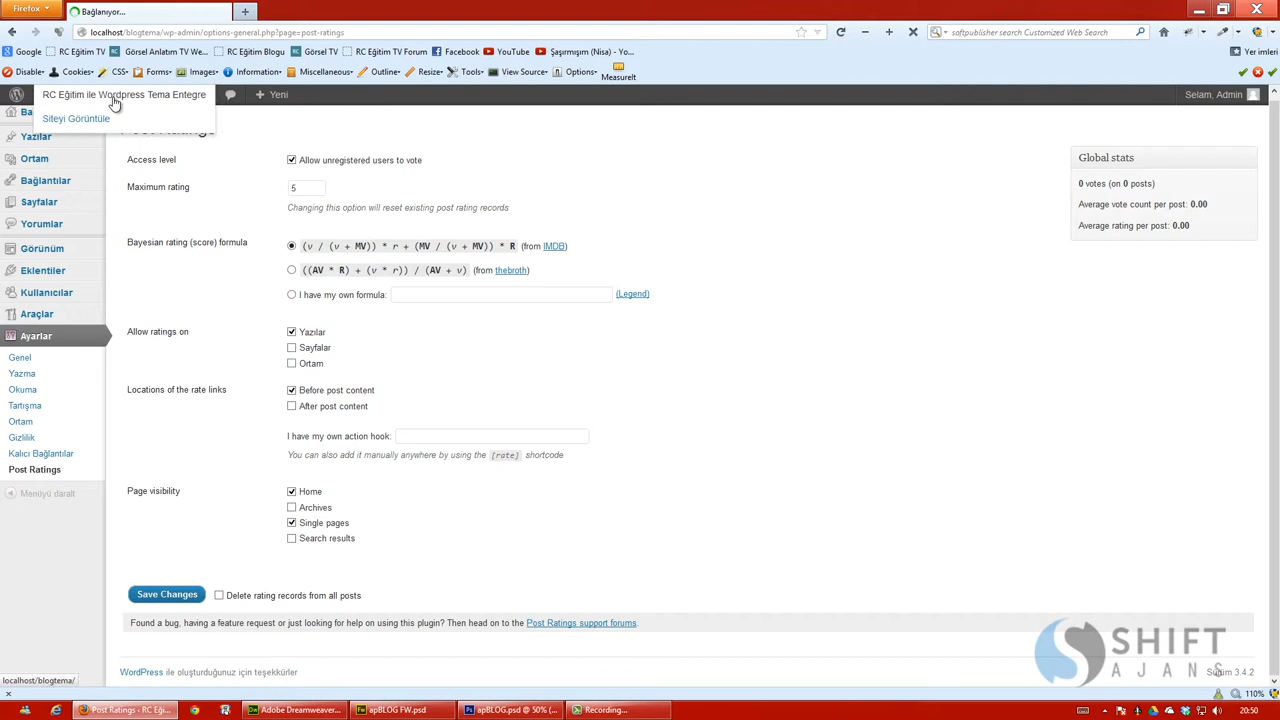 Firefox
Bağlanıyor...
localhost/blogtema/wp-admin/options-general.php?page=post-ratings
softpublisher search Customized Web Search
Google RC Eğitim TV Görsel Anlatım TV We... RC Eğitim Blogu Görsel TV RC Eğitim TV Forum Facebook YouTube Şaşırmışım (Nisa) - Yo... Yer imleri
Disable Cookies CSS Forms Images Information Miscellaneous Outline Resize Tools View Source Options MeasureIt
RC Eğitim ile Wordpress Tema Entegre
Siteyi Görüntüle
Yeni
Selam, Admin
Yazılar
Ortam
Bağlantılar
Sayfalar
Yorumlar
Görünüm
Eklentiler
Kullanıcılar
Araçlar
Ayarlar
Genel
Yazma
Okuma
Tartışma
Ortam
Gizlilik
Kalıcı Bağlantılar
Post Ratings
Menüyü daralt
Post Ratings
Access level
Allow unregistered users to vote
Maximum rating
5
Changing this option will reset existing post rating records
Bayesian rating (score) formula
(v / (v + MV)) * r + (MV / (v + MV)) * R (from IMDB)
((AV * R) + (v * r)) / (AV + v) (from thebroth)
I have my own formula: (Legend)
Allow ratings on
Yazılar
Sayfalar
Ortam
Locations of the rate links
Before post content
After post content
I have my own action hook:
You can also add it manually anywhere by using the [rate] shortcode
Page visibility
Home
Archives
Single pages
Search results
Save Changes
Delete rating records from all posts
Found a bug, having a feature request or just looking for help on using this plugin? Then head on to the Post Ratings support forums.
Global stats
0 votes (on 0 posts)
Average vote count per post: 0.00
Average rating per post: 0.00
WordPress ile oluşturduğunuz için teşekkürler
Sürüm 3.4.2
SHIFT
AJANS
localhost/blogtema/
110%
Post Ratings ‹ RC Eği...
Adobe Dreamweaver...
apBLOG FW.psd
apBLOG.psd @ 50% (...
Recording...
20:50